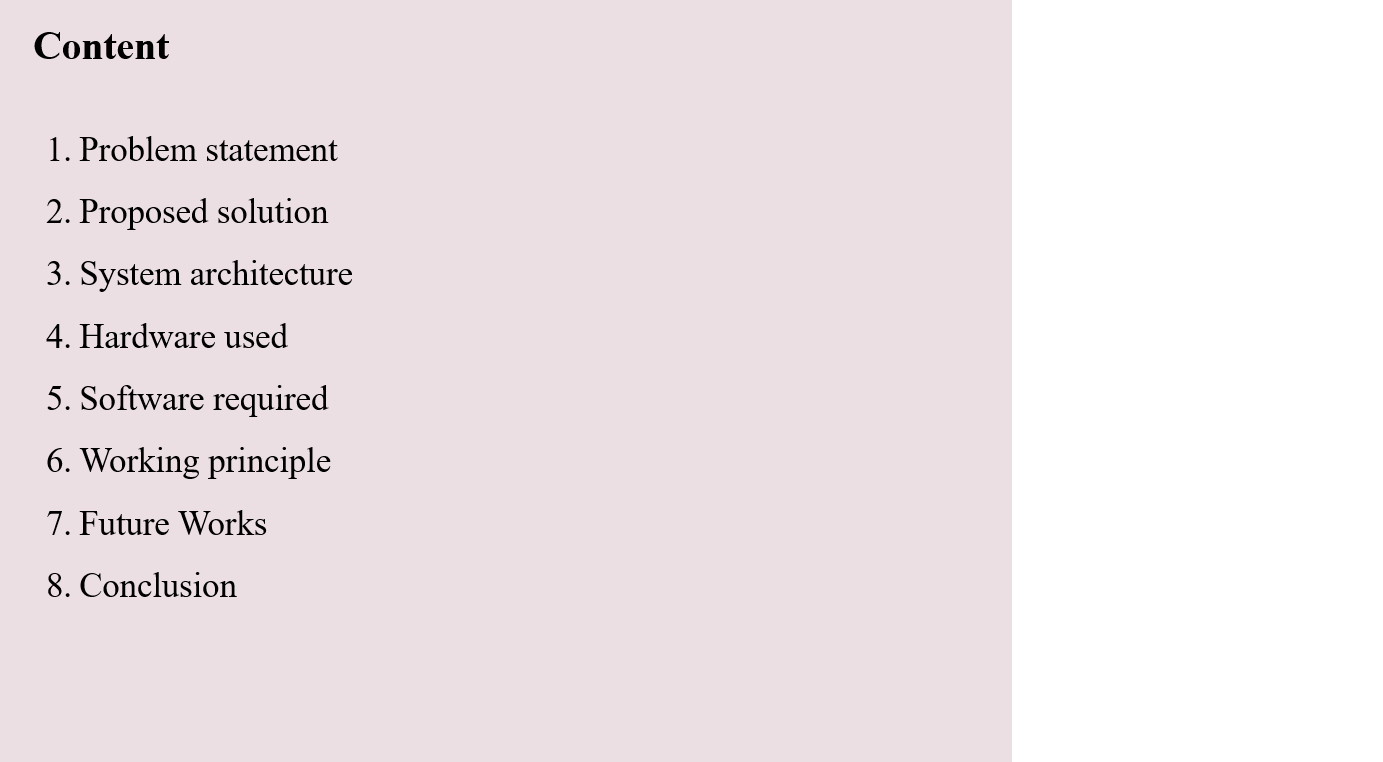 Content
1. Problem statement
2. Proposed solution
3. System architecture
4. Hardware used
5. Software required
6. Working principle
7. Future Works
8. Conclusion